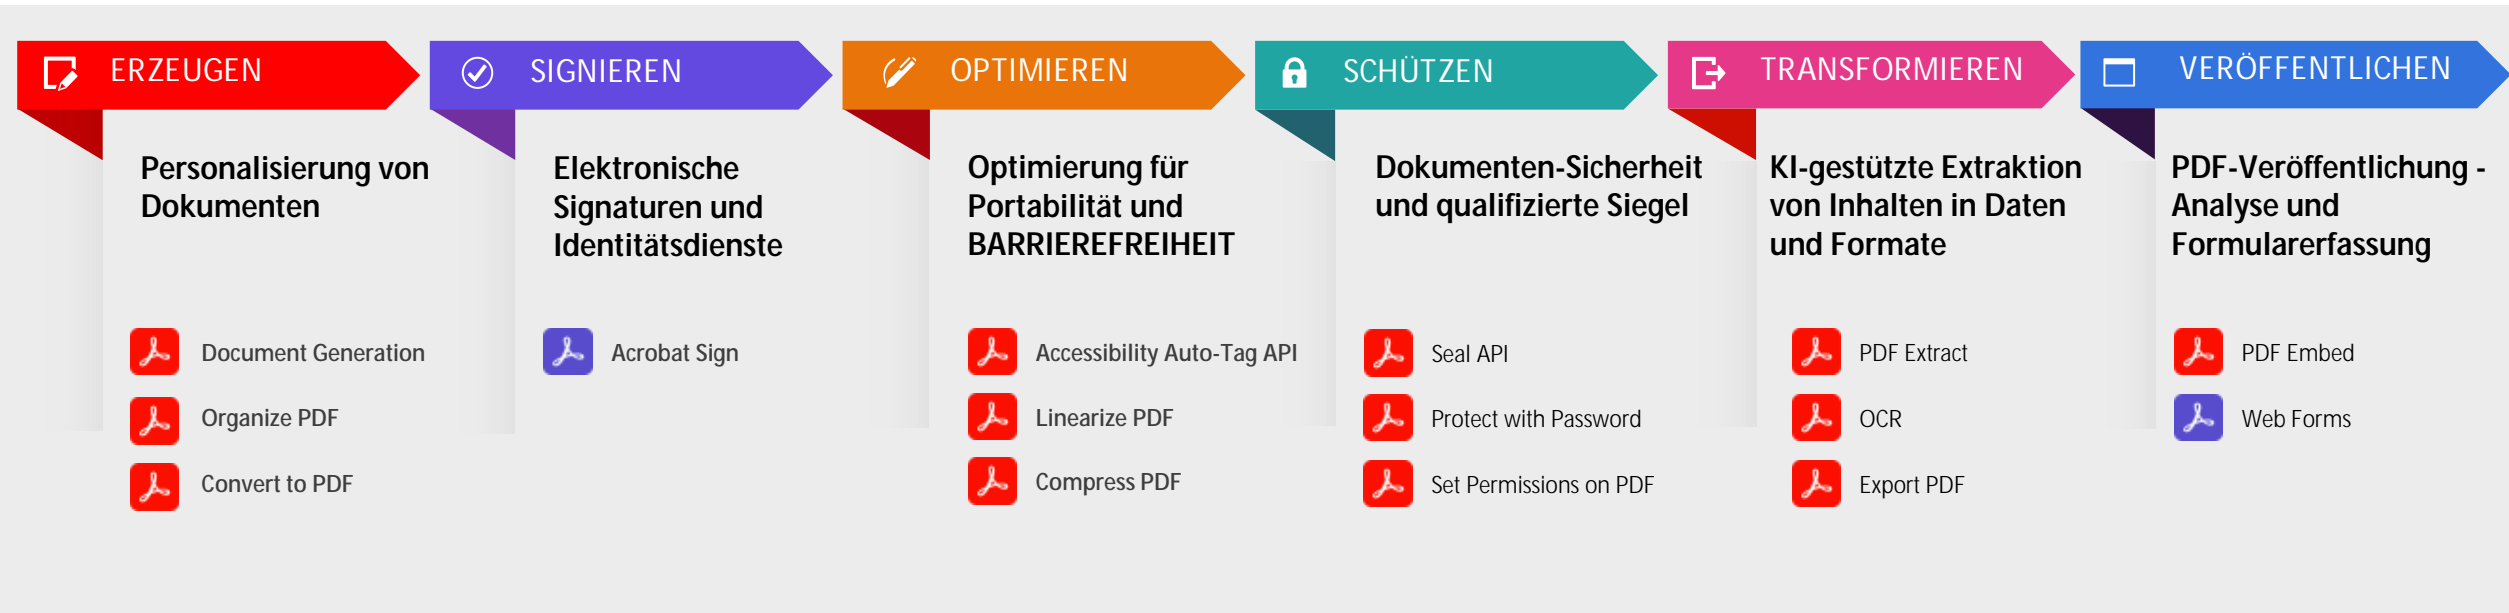 ERZEUGEN
Personalisierung von
Dokumenten
Document Generation
Organize PDF
Convert to PDF
SIGNIEREN
Elektronische
Signaturen und
Identitätsdienste
Acrobat Sign
OPTIMIEREN
Optimierung für
Portabilität und
BARRIEREFREIHEIT
Accessibility Auto-Tag API
Linearize PDF
Compress PDF
SCHÜTZEN
Dokumenten-Sicherheit
und qualifizierte Siegel
Seal API
Protect with Password
Set Permissions on PDF
TRANSFORMIEREN
KI-gestützte Extraktion
von Inhalten in Daten
und Formate
PDF Extract
OCR
Export PDF
VERÖFFENTLICHEN
PDF-Veröffentlichung -
Analyse und
Formularerfassung
PDF Embed
Web Forms